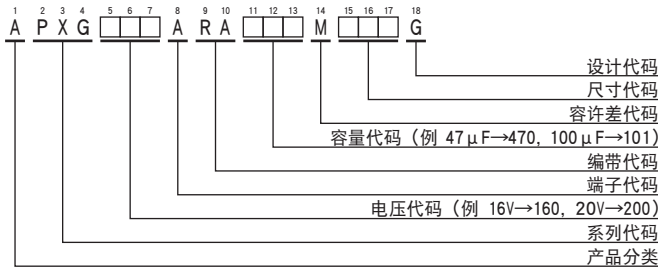 1 2 3 4 5 6 7 8 9 10 11 12 13 14 15 16 17 18
A PXG □□□ A RA □□□ M □□□ G
设计代码
尺寸代码
容许差代码
容量代码（例 47μF→470, 100μF→101）
编带代码
端子代码
电压代码（例 16V→160, 20V→200）
系列代码
产品分类